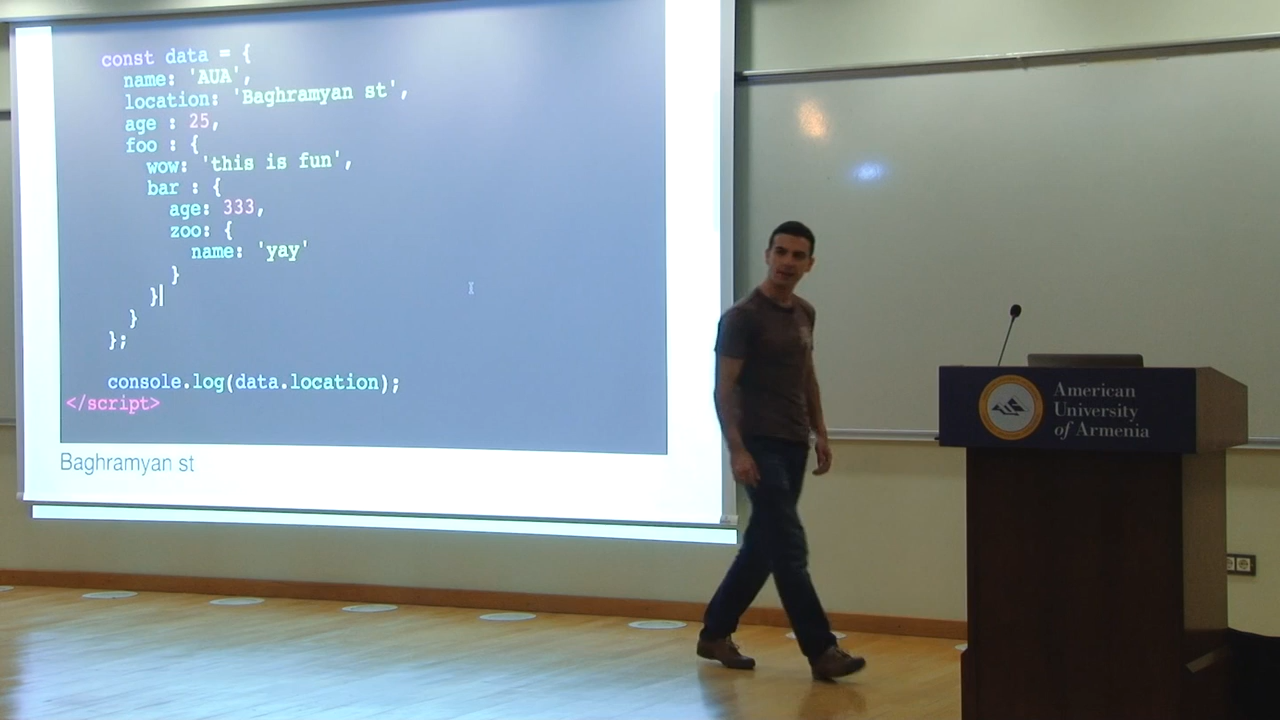 const data = {
name: 'AUA',
location: 'Baghramyan st',
age : 25,
foo : {
wow: 'this is fun',
bar : {
age: 333,
zoo: {
name: 'yay'
}
}
}
};
console.log(data.location);
</script>
Baghramyan st
American
University
of Armenia